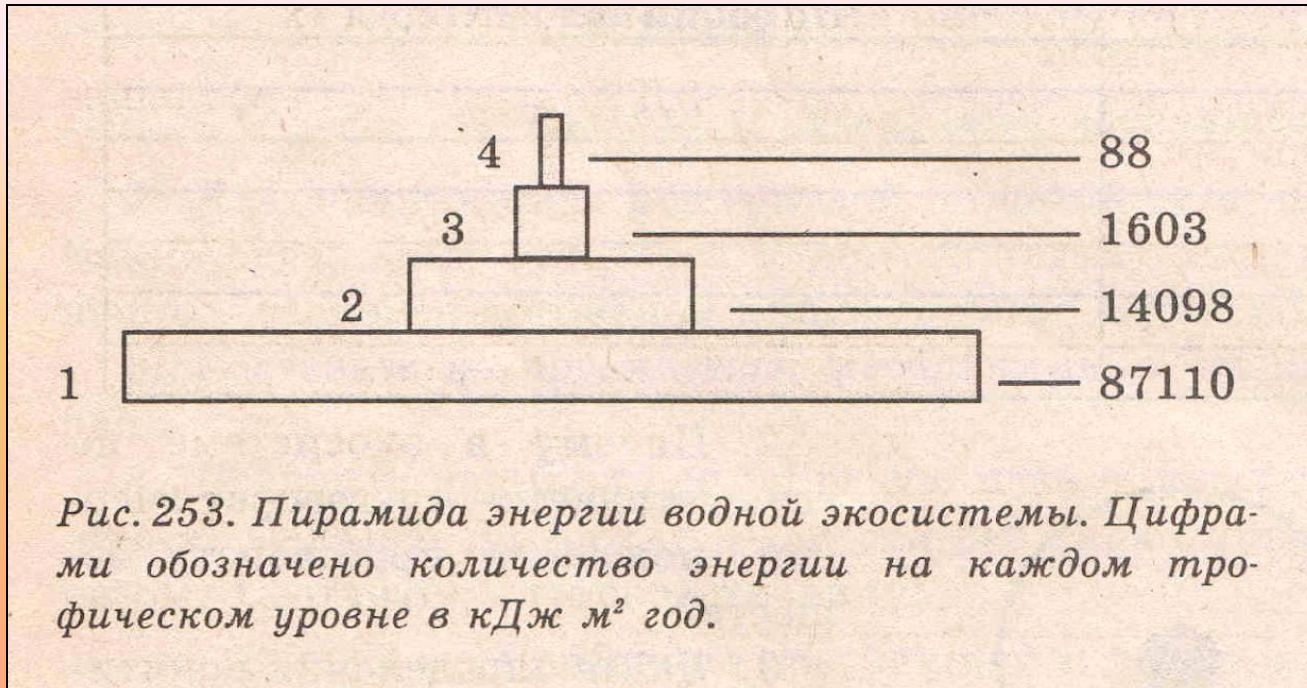 4 88
3 1603
2 14098
1 87110
Рис. 253. Пирамида энергии водной экосистемы. Цифра-
ми обозначено количество энергии на каждом тро-
фическом уровне в кДж м² год.